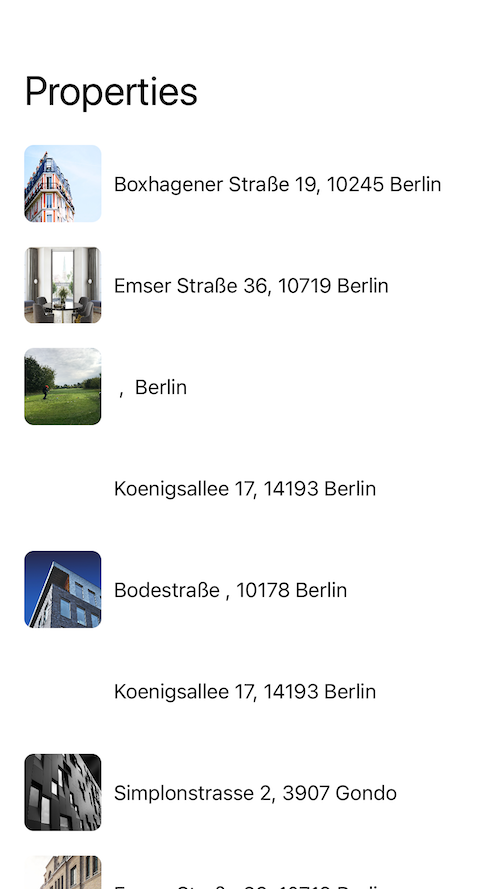 Properties
Boxhagener Straße 19, 10245 Berlin
Emser Straße 36, 10719 Berlin
, Berlin
Koenigsallee 17, 14193 Berlin
Bodestraße , 10178 Berlin
Koenigsallee 17, 14193 Berlin
Simplonstrasse 2, 3907 Gondo